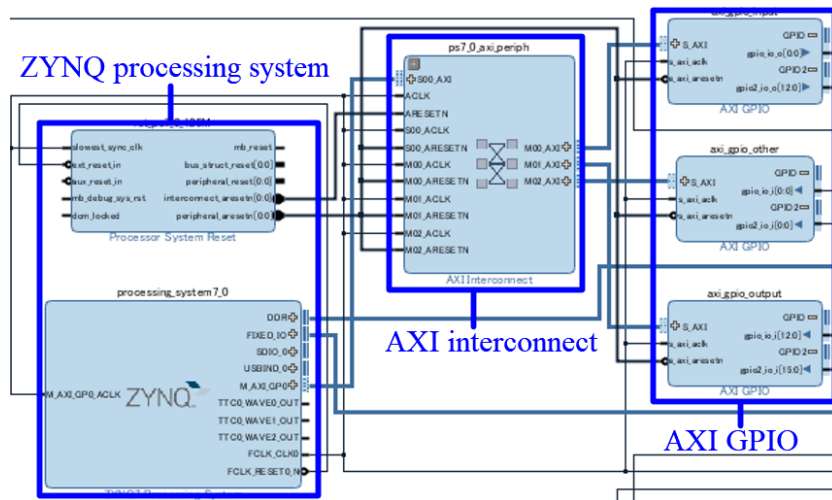 ZYNQ processing system
slowest_sync_clk
ext_reset_in
aux_reset_in
mb_debug_sys_rst
dcm_locked
mb_reset
bus_struct_reset[0:0]
peripheral_reset[0:0]
interconnect_aresetn[0:0]
peripheral_aresetn[0:0]
Processor System Reset
processing_system7_0
M_AXI_GP0_ACLK
ZYNQ
DDR
FIXED_IO
SDIO_0
USBIND_0
M_AXI_GP0
TTC0_WAVE0_OUT
TTC0_WAVE1_OUT
TTC0_WAVE2_OUT
FCLK_CLK0
FCLK_RESET0_N
ZYNQ7 Processing System
ps7_0_axi_periph
S00_AXI
ACLK
ARESETN
S00_ACLK
S00_ARESETN
M00_ACLK
M00_ARESETN
M01_ACLK
M01_ARESETN
M02_ACLK
M02_ARESETN
M00_AXI
M01_AXI
M02_AXI
AXI Interconnect
AXI interconnect
axi_gpio_input
S_AXI
s_axi_aclk
s_axi_aresetn
GPIO
gpio_io_o[0:0]
GPIO2
gpio2_io_o[12:0]
AXI GPIO
axi_gpio_other
S_AXI
s_axi_aclk
s_axi_aresetn
GPIO
gpio_io_i[0:0]
GPIO2
gpio2_io_i[0:0]
AXI GPIO
axi_gpio_output
S_AXI
s_axi_aclk
s_axi_aresetn
GPIO
gpio_io_i[12:0]
GPIO2
gpio2_io_i[15:0]
AXI GPIO
AXI GPIO